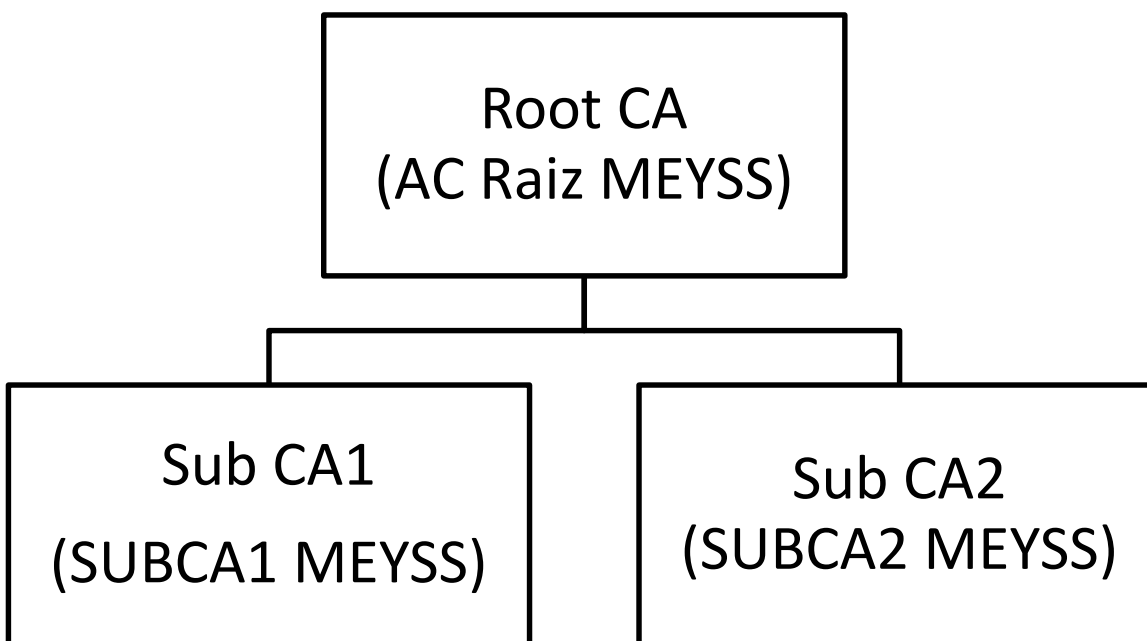 Root CA
(AC Raiz MEYSS)
Sub CA1
(SUBCA1 MEYSS)
Sub CA2
(SUBCA2 MEYSS)